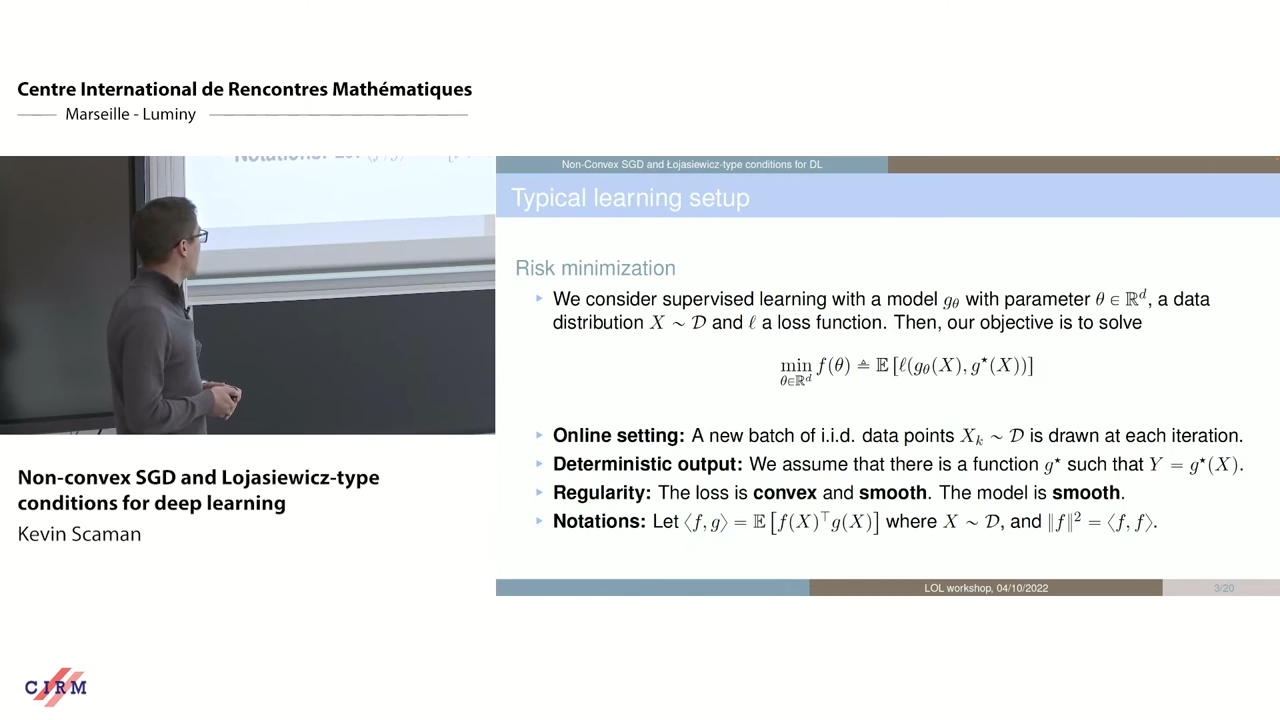 Centre International de Rencontres Mathématiques
Marseille - Luminy
Notations:
Non-convex SGD and Lojasiewicz-type
conditions for deep learning
Kevin Scaman
CIRM
Non-Convex SGD and Łojasiewicz-type conditions for DL
Typical learning setup
Risk minimization
We consider supervised learning with a model g_θ with parameter θ ∈ ℝ^d, a data
distribution X ∼ 𝒟 and ℓ a loss function. Then, our objective is to solve
min_{θ∈ℝ^d} f(θ) ≜ 𝔼 [ℓ(g_θ(X), g⋆(X))]
Online setting: A new batch of i.i.d. data points X_k ∼ 𝒟 is drawn at each iteration.
Deterministic output: We assume that there is a function g⋆ such that Y = g⋆(X).
Regularity: The loss is convex and smooth. The model is smooth.
Notations: Let ⟨f, g⟩ = 𝔼 [f(X)^⊤ g(X)] where X ∼ 𝒟, and ‖f‖² = ⟨f, f⟩.
LOL workshop, 04/10/2022
3/20